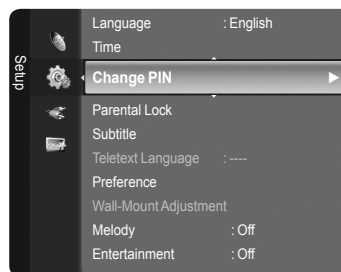 Setup
Language : English
Time
Change PIN
Parental Lock
Subtitle
Teletext Language : ----
Preference
Wall-Mount Adjustment
Melody : Off
Entertainment : Off